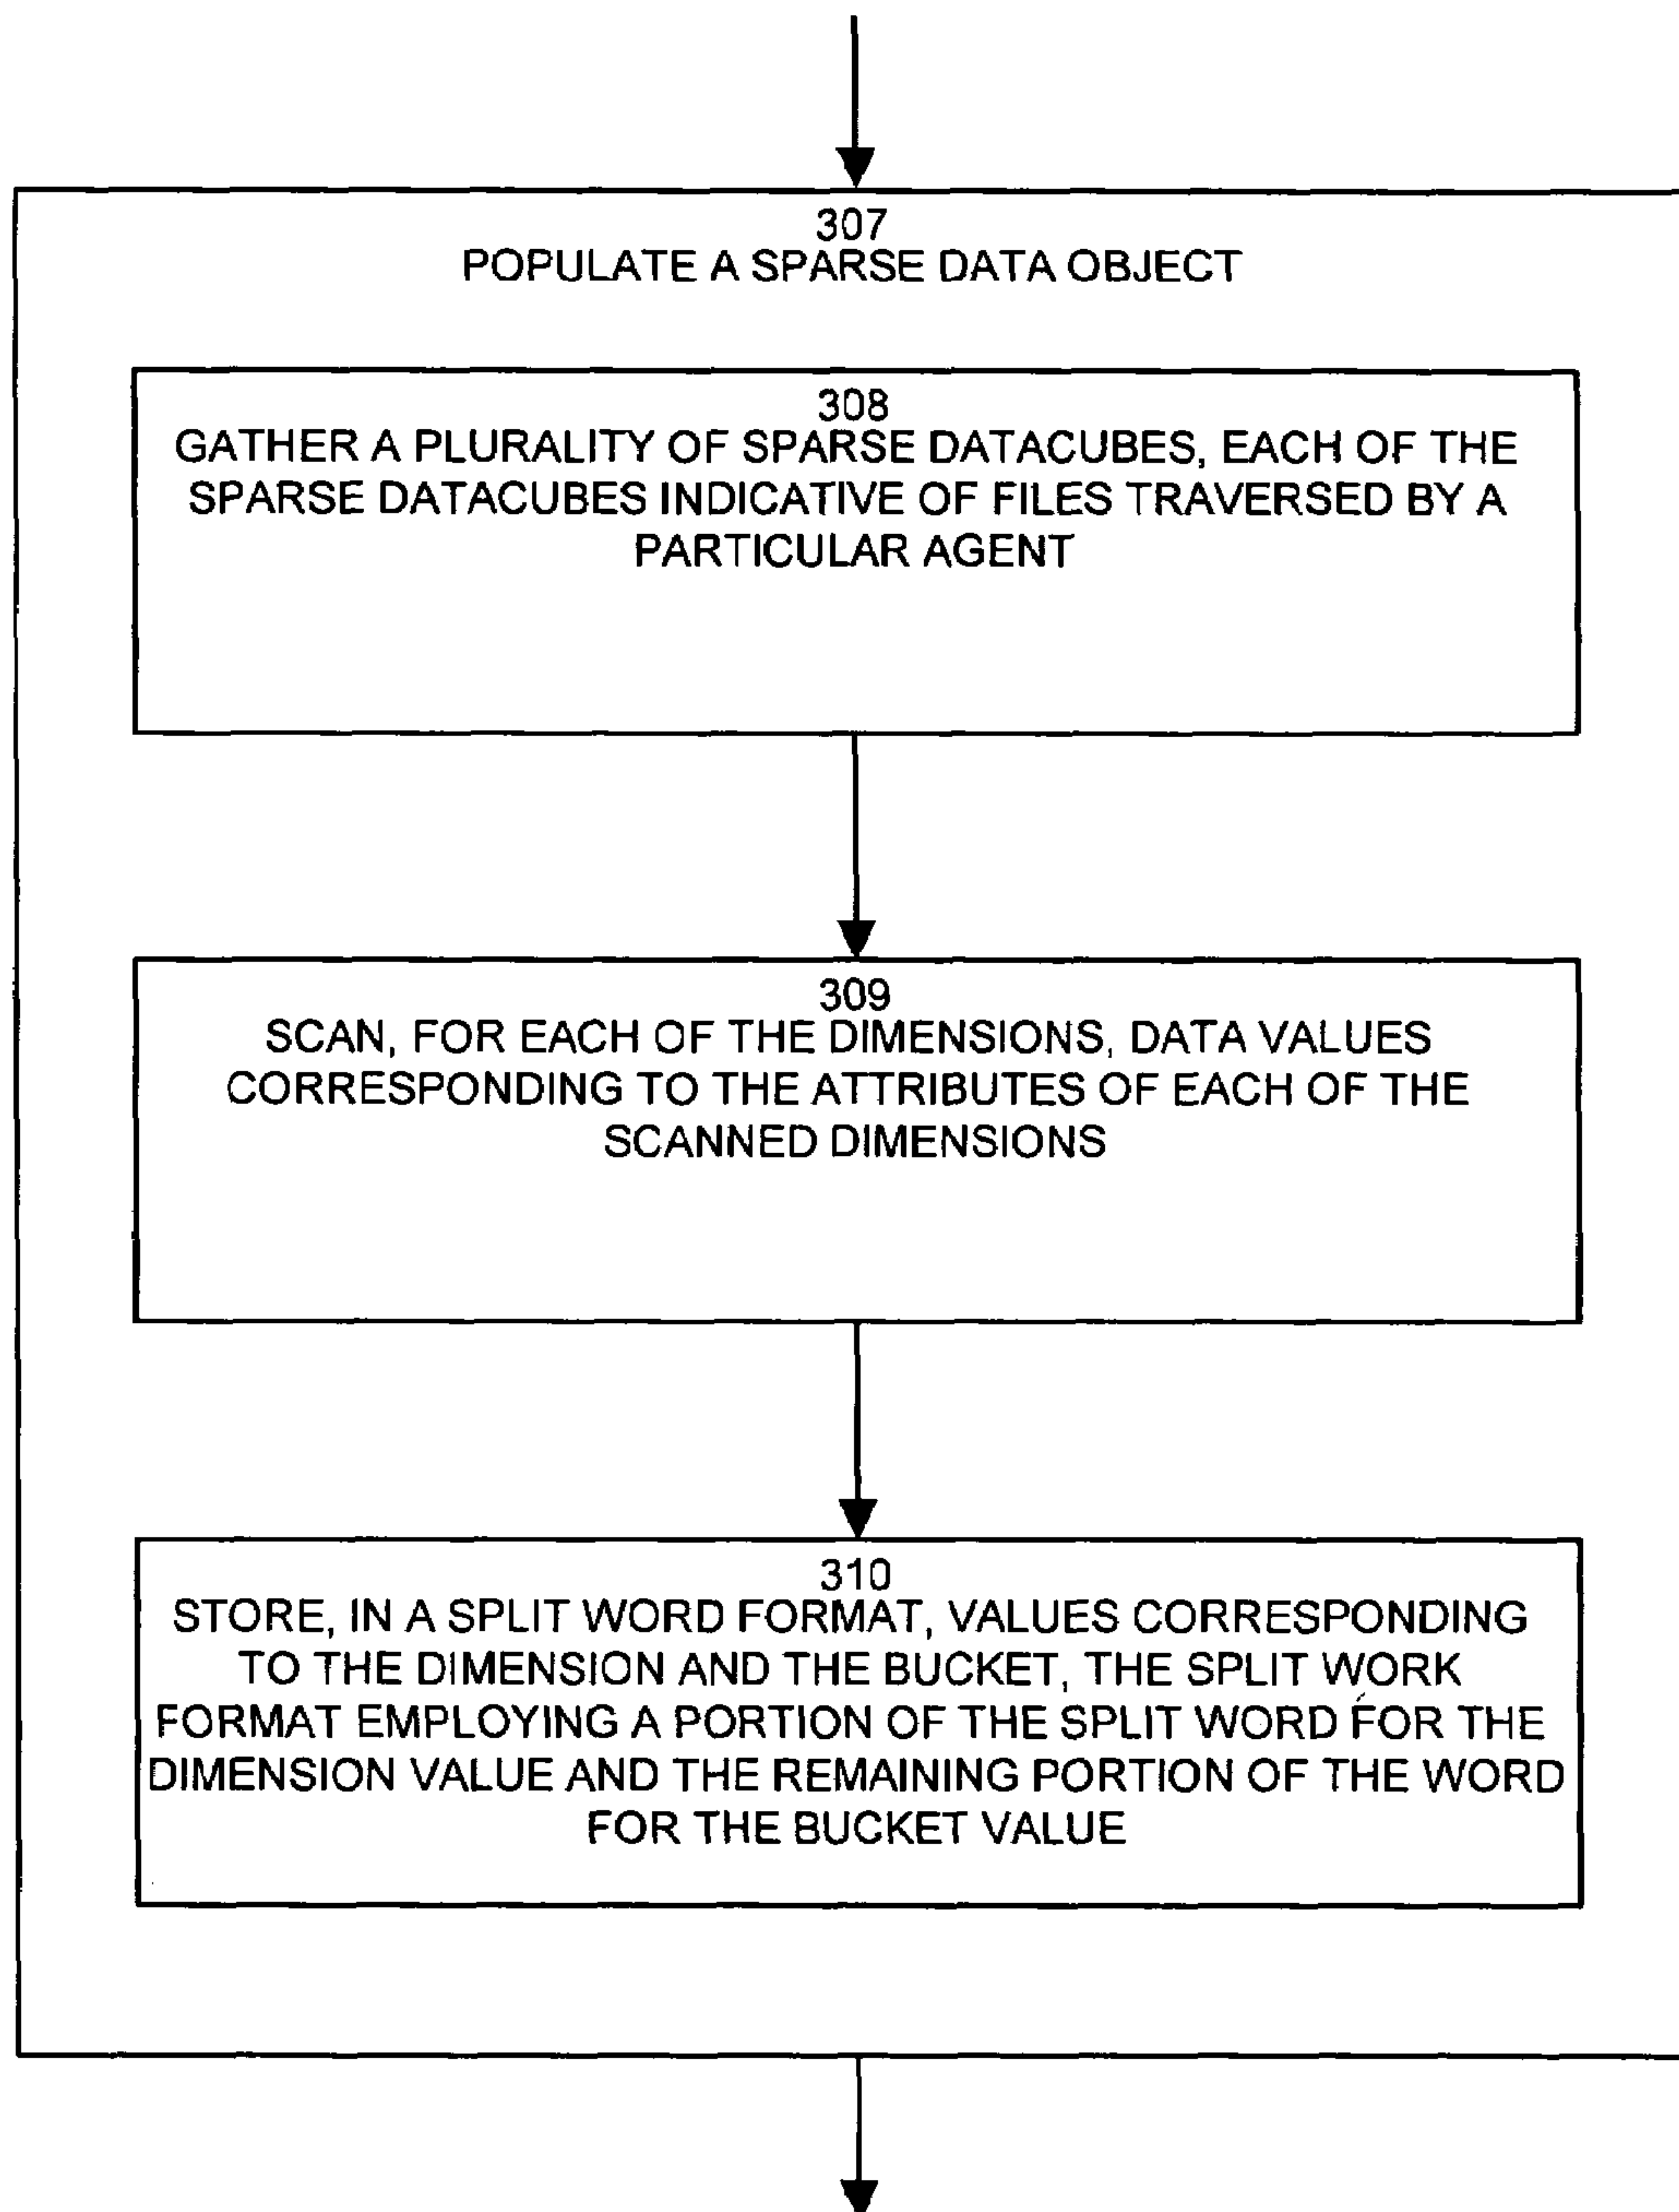 307
POPULATE A SPARSE DATA OBJECT
308
GATHER A PLURALITY OF SPARSE DATACUBES, EACH OF THE
SPARSE DATACUBES INDICATIVE OF FILES TRAVERSED BY A
PARTICULAR AGENT
309
SCAN, FOR EACH OF THE DIMENSIONS, DATA VALUES
CORRESPONDING TO THE ATTRIBUTES OF EACH OF THE
SCANNED DIMENSIONS
310
STORE, IN A SPLIT WORD FORMAT, VALUES CORRESPONDING
TO THE DIMENSION AND THE BUCKET, THE SPLIT WORK
FORMAT EMPLOYING A PORTION OF THE SPLIT WORD FOR THE
DIMENSION VALUE AND THE REMAINING PORTION OF THE WORD
FOR THE BUCKET VALUE